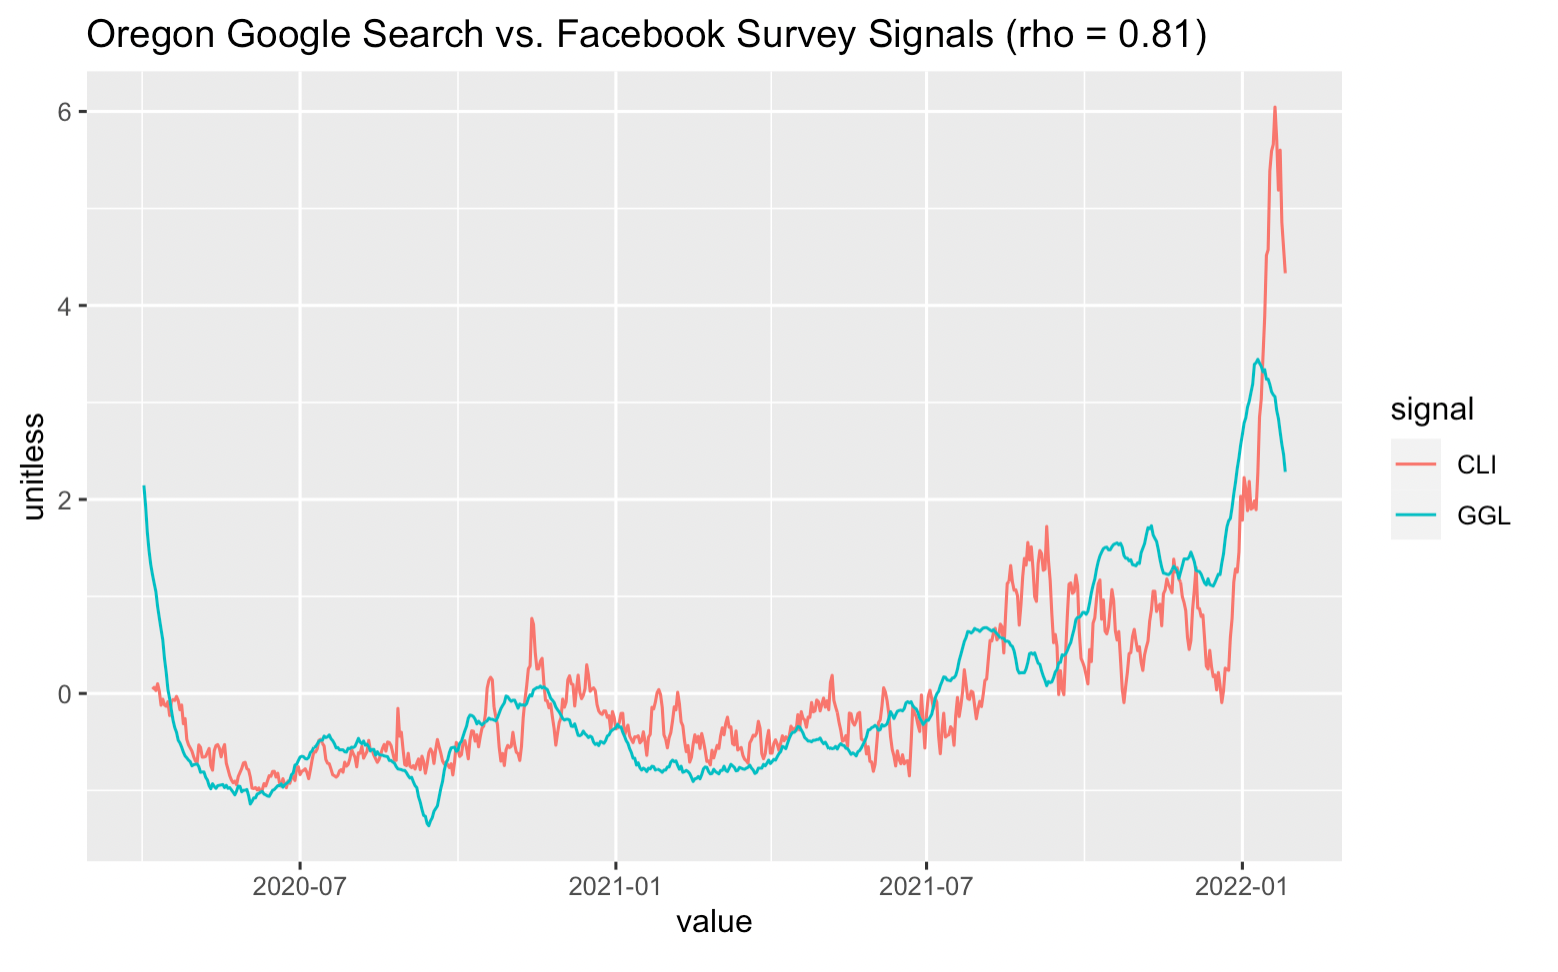 Oregon Google Search vs. Facebook Survey Signals (rho = 0.81)
6
4
2
0
unitless
2020-07
2021-01
2021-07
2022-01
value
signal
CLI
GGL